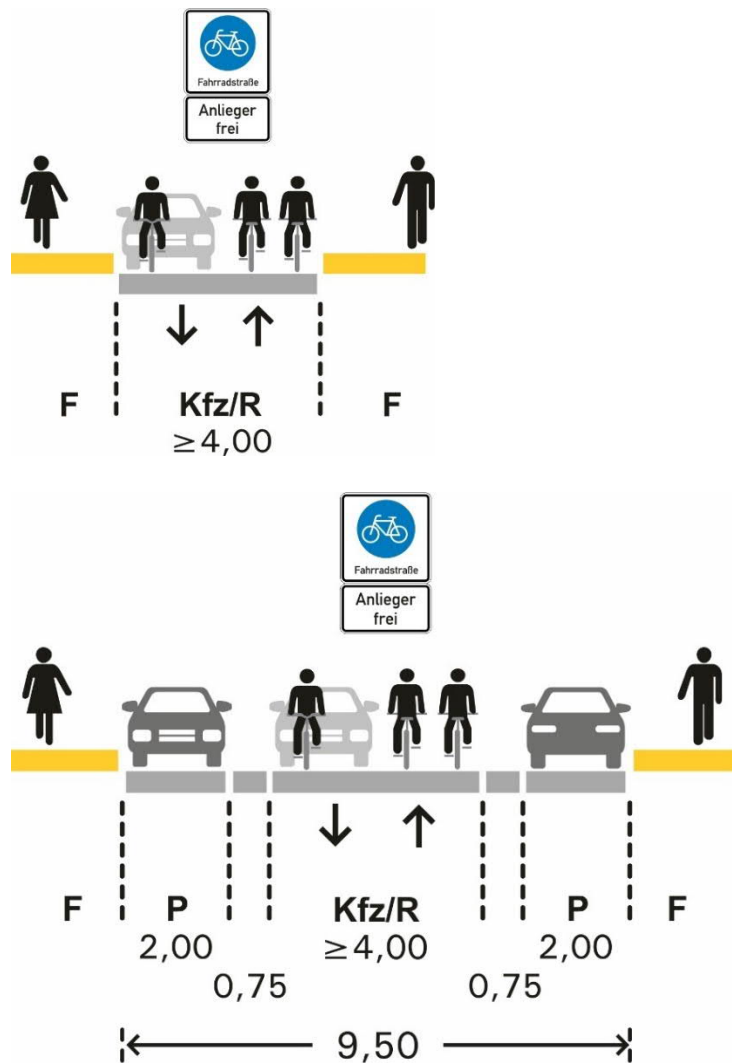 Fahrradstraße
Anlieger
frei
F Kfz/R F
≥4,00
Fahrradstraße
Anlieger
frei
F P Kfz/R P F
2,00 ≥4,00 2,00
0,75 0,75
9,50